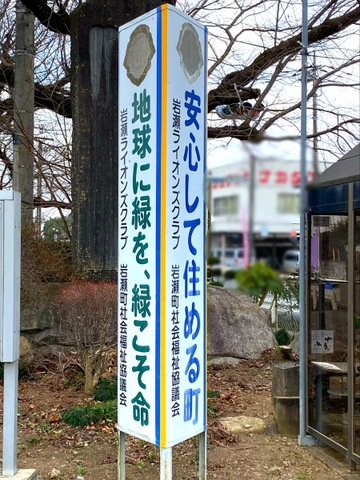 地球に緑を、緑こそ命
岩瀬ライオンズクラブ 岩瀬町社会福祉協議会
安心して住める町
岩瀬ライオンズクラブ 岩瀬町社会福祉協議会